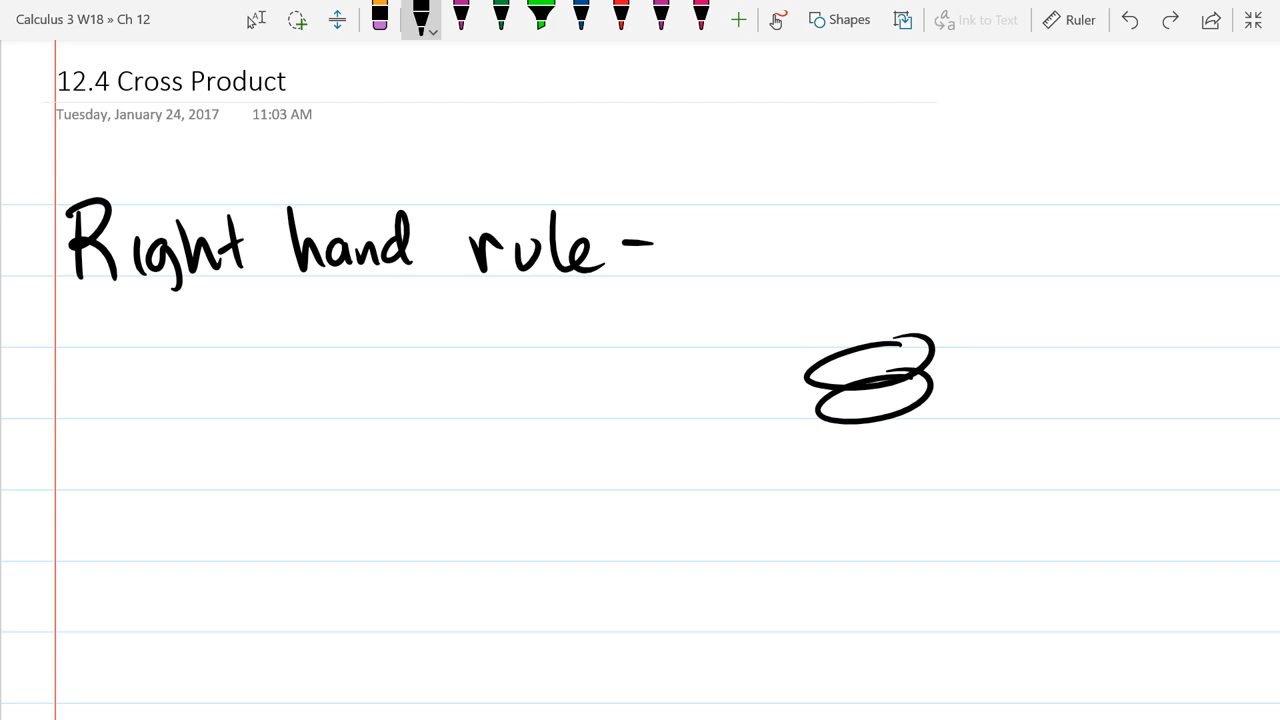 Calculus 3 W18 » Ch 12
Shapes
Ink to Text
Ruler
12.4 Cross Product
Tuesday, January 24, 2017 11:03 AM
Right hand rule -